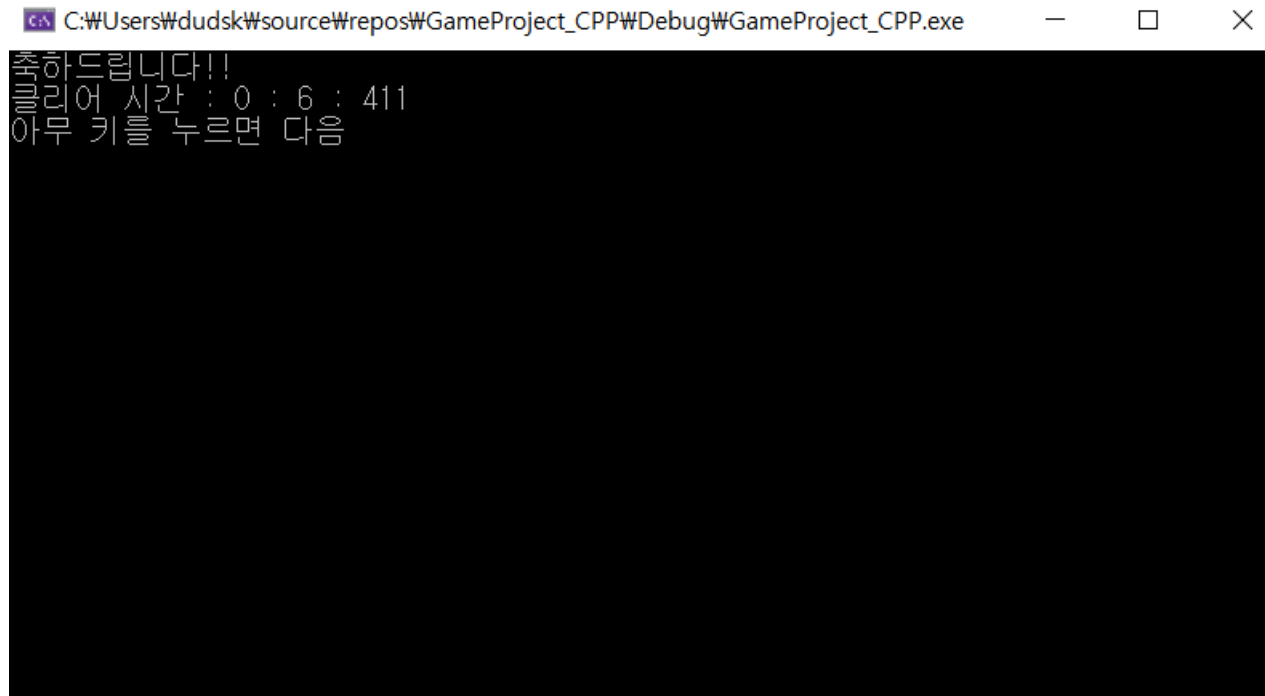 C:₩Users₩dudsk₩source₩repos₩GameProject_CPP₩Debug₩GameProject_CPP.exe
축하드립니다!!
클리어 시간 : 0 : 6 : 411
아무 키를 누르면 다음